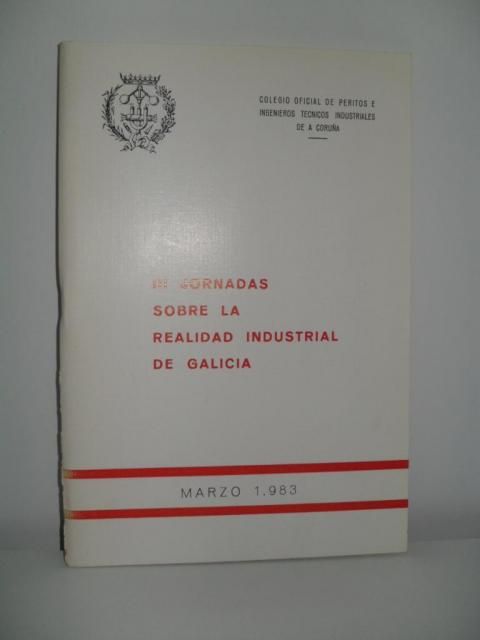 COLEGIO OFICIAL DE PERITOS E
INGENIEROS TECNICOS INDUSTRIALES
DE A CORUÑA
III JORNADAS
SOBRE LA
REALIDAD INDUSTRIAL
DE GALICIA
MARZO 1.983